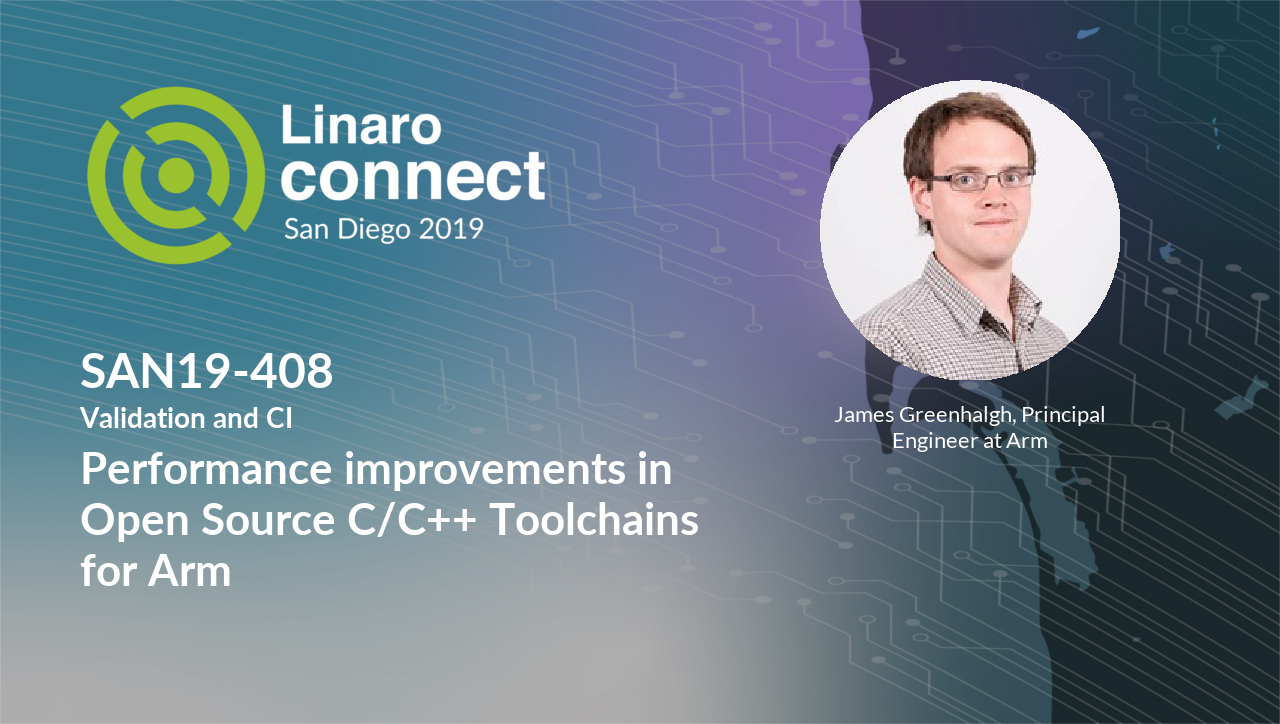 Linaro
connect
San Diego 2019
SAN19-408
Validation and CI
Performance improvements in
Open Source C/C++ Toolchains
for Arm
James Greenhalgh, Principal
Engineer at Arm